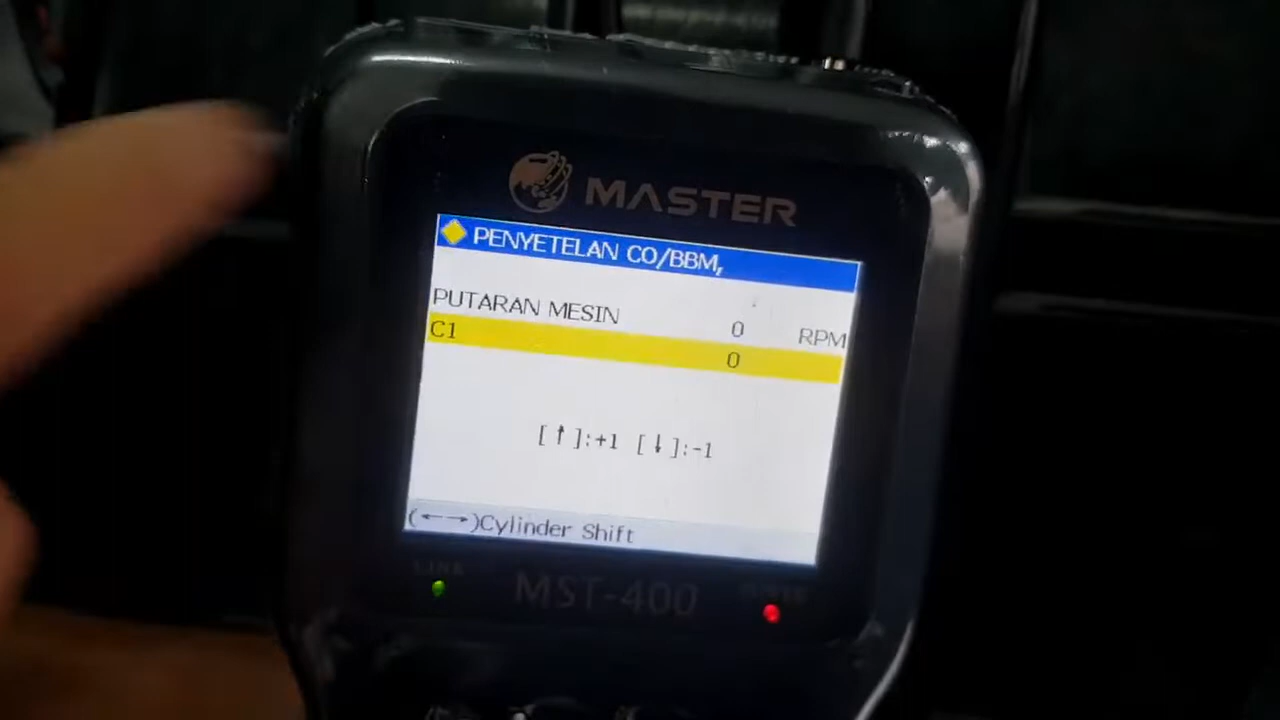 MASTER
PENYETELAN CO/BBM,
PUTARAN MESIN 0 RPM
C1 0
[↑]:+1 [↓]:-1
(←→)Cylinder Shift
LINK
MST-400